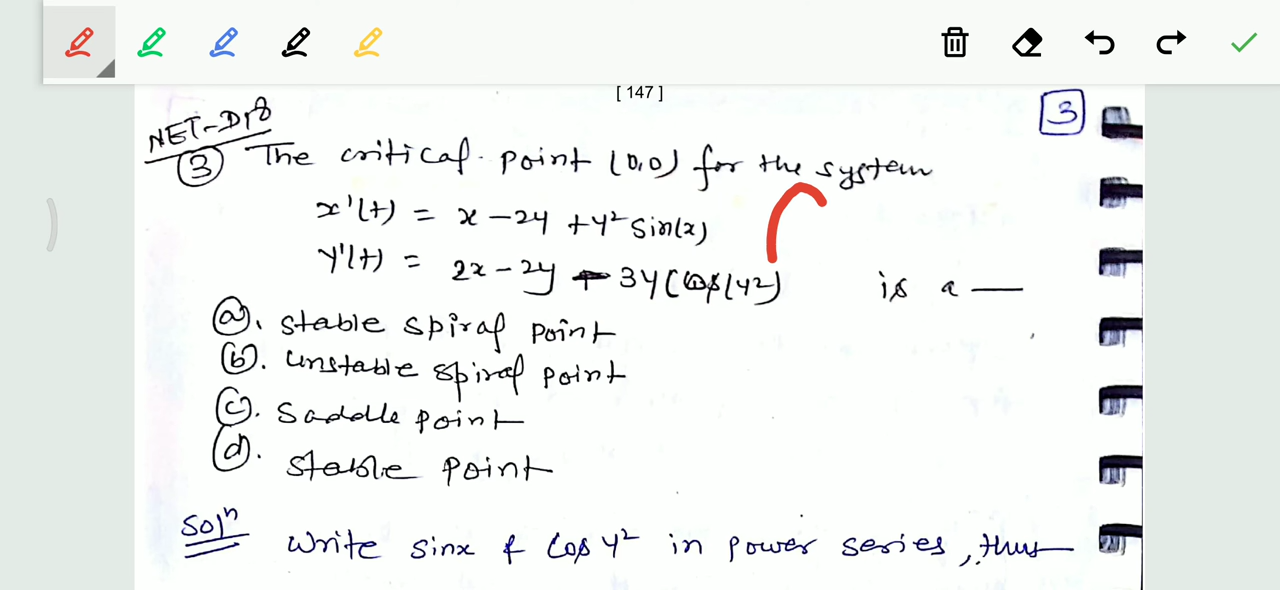 [ 147 ]
3
NET-D18
③ The critical point (0,0) for the system
x'(t) = x - 2y + y² sin(x)
y'(t) = 2x - 2y - 3y cos(y²) is a —
ⓐ. stable spiral point
ⓑ. unstable spiral point
ⓒ. saddle point
ⓓ. stable point
Solⁿ write sinx & cos y² in power series, thus